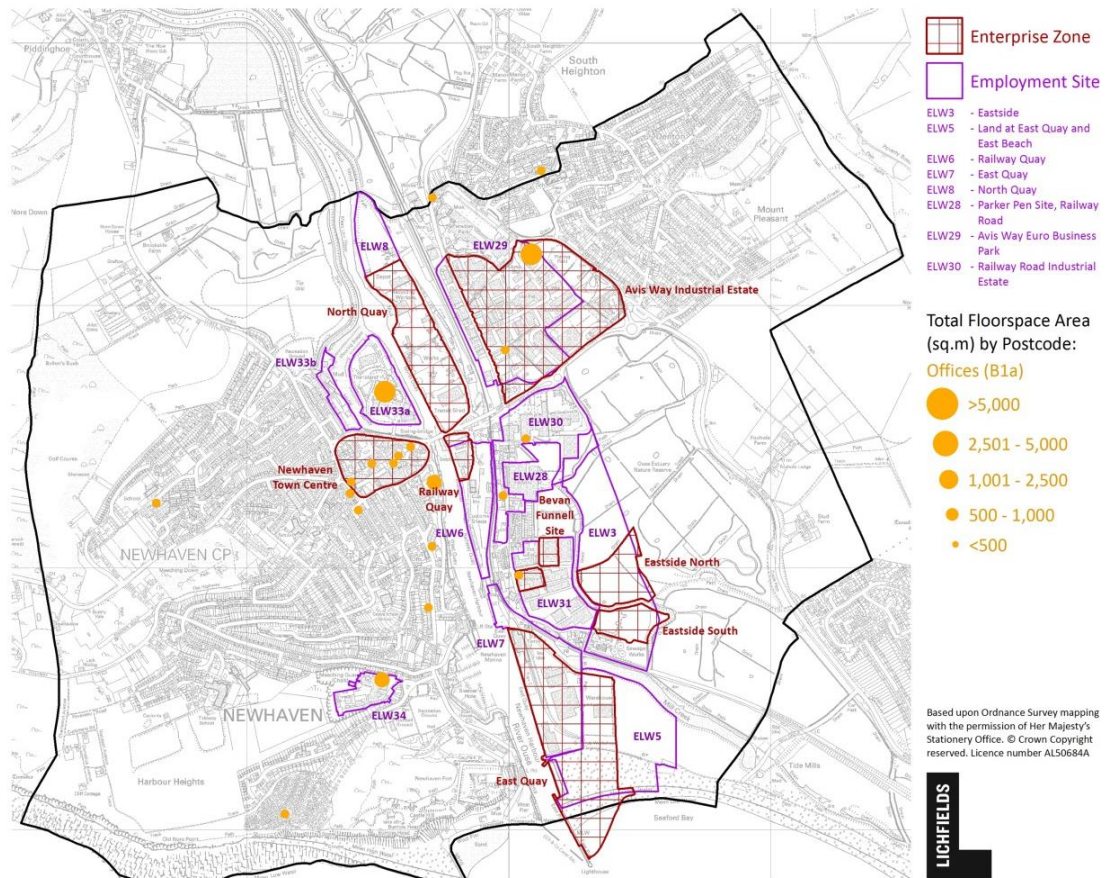 Piddinghoe
South
Heighton
Denton
Nore Down
Mount
Pleasant
ELW8
ELW29
Avis Way Industrial Estate
North Quay
ELW33b
ELW33a
ELW30
Newhaven
Town Centre
Railway
Quay
ELW28
Bevan
Funnell
Site
ELW6
ELW3
NEWHAVEN CP
Eastside North
ELW31
Eastside South
ELW7
ELW34
NEWHAVEN
ELW5
River Ouse
East Quay
Harbour Heights
Tide Mills
Seaford Bay
Lighthouse
Enterprise Zone
Employment Site
ELW3 - Eastside
ELW5 - Land at East Quay and
East Beach
ELW6 - Railway Quay
ELW7 - East Quay
ELW8 - North Quay
ELW28 - Parker Pen Site, Railway
Road
ELW29 - Avis Way Euro Business
Park
ELW30 - Railway Road Industrial
Estate
Total Floorspace Area
(sq.m) by Postcode:
Offices (B1a)
>5,000
2,501 - 5,000
1,001 - 2,500
500 - 1,000
<500
Based upon Ordnance Survey mapping
with the permission of Her Majesty's
Stationery Office. © Crown Copyright
reserved. Licence number AL50684A
LICHFIELDS